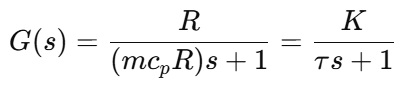 G(s) = R / ((mc_pR)s + 1) = K / (τs + 1)